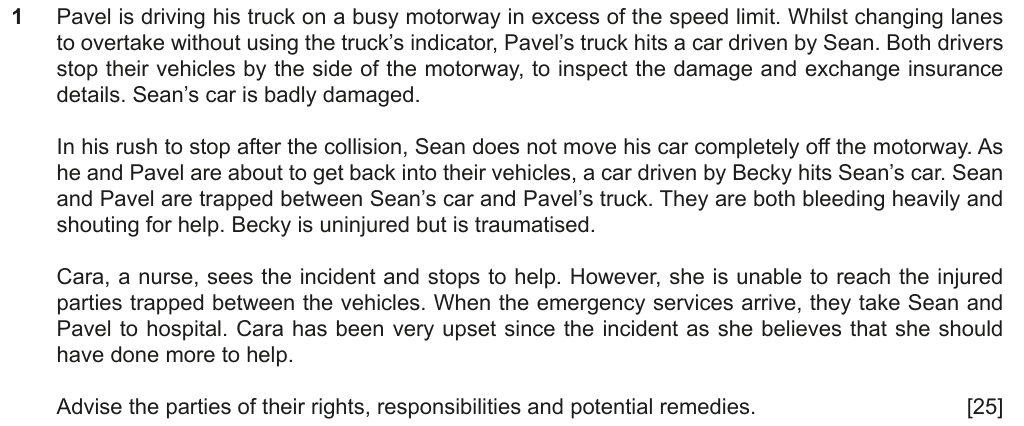 1 Pavel is driving his truck on a busy motorway in excess of the speed limit. Whilst changing lanes
to overtake without using the truck's indicator, Pavel's truck hits a car driven by Sean. Both drivers
stop their vehicles by the side of the motorway, to inspect the damage and exchange insurance
details. Sean's car is badly damaged.
In his rush to stop after the collision, Sean does not move his car completely off the motorway. As
he and Pavel are about to get back into their vehicles, a car driven by Becky hits Sean's car. Sean
and Pavel are trapped between Sean's car and Pavel's truck. They are both bleeding heavily and
shouting for help. Becky is uninjured but is traumatised.
Cara, a nurse, sees the incident and stops to help. However, she is unable to reach the injured
parties trapped between the vehicles. When the emergency services arrive, they take Sean and
Pavel to hospital. Cara has been very upset since the incident as she believes that she should
have done more to help.
Advise the parties of their rights, responsibilities and potential remedies. [25]